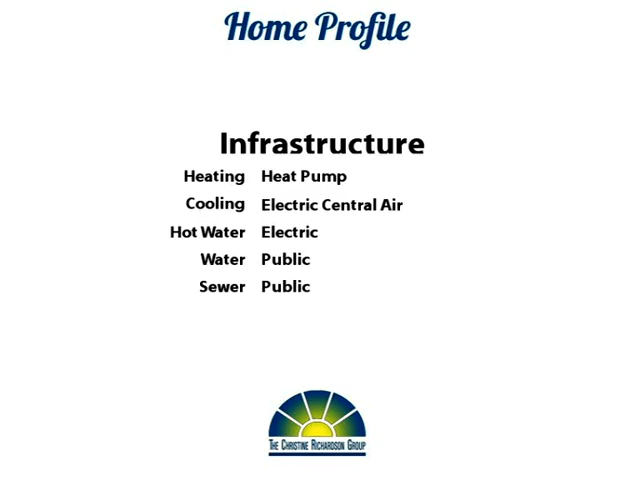 Home Profile
Infrastructure
Heating Heat Pump
Cooling Electric Central Air
Hot Water Electric
Water Public
Sewer Public
The Christine Richardson Group